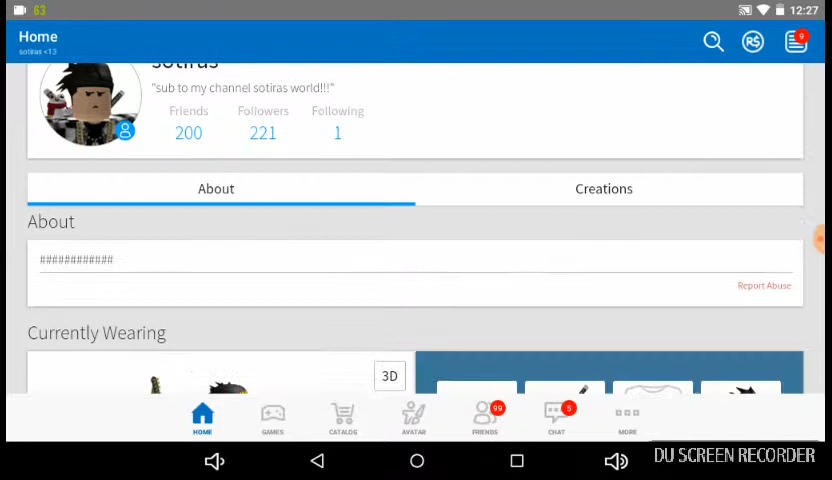 63
12:27
Home
sotiras <13
R$
9
sotiras
"sub to my channel sotiras world!!!"
Friends Followers Following
200 221 1
About Creations
About
############
Report Abuse
Currently Wearing
3D
99 5
HOME GAMES CATALOG AVATAR FRIENDS CHAT MORE
DU SCREEN RECORDER